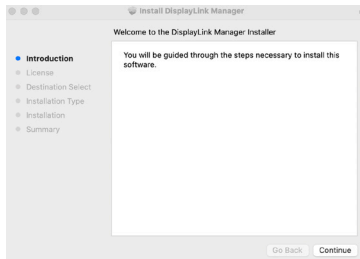 Install DisplayLink Manager
Welcome to the DisplayLink Manager Installer
Introduction
License
Destination Select
Installation Type
Installation
Summary
You will be guided through the steps necessary to install this
software.
Go Back
Continue